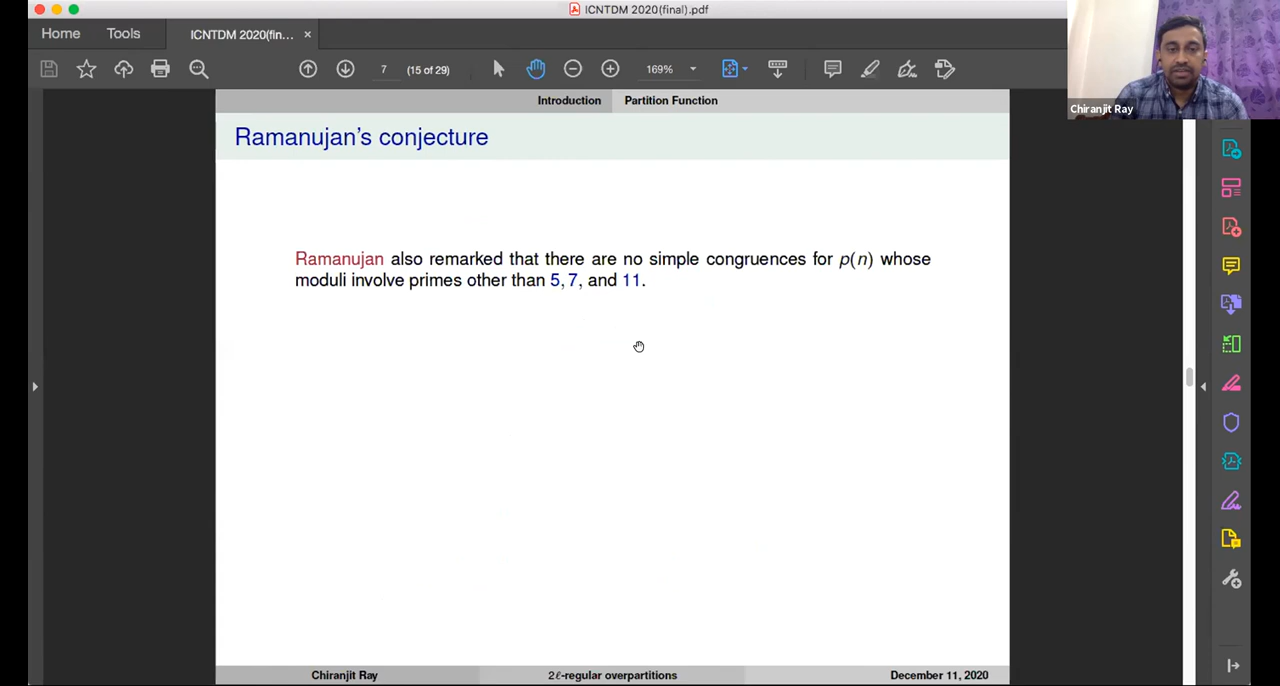 ICNTDM 2020(final).pdf
Home Tools ICNTDM 2020(fin... ×
7 (15 of 29) 169%
Chiranjit Ray
Introduction Partition Function
Ramanujan's conjecture
Ramanujan also remarked that there are no simple congruences for p(n) whose
moduli involve primes other than 5, 7, and 11.
Chiranjit Ray 2ℓ-regular overpartitions December 11, 2020